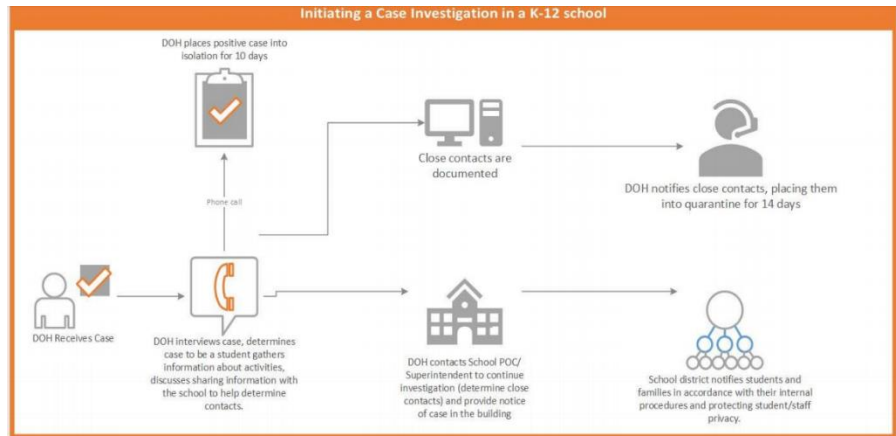 Initiating a Case Investigation in a K-12 school
DOH places positive case into
isolation for 10 days
Close contacts are
documented
DOH notifies close contacts, placing them
into quarantine for 14 days
Phone call
DOH Receives Case
DOH interviews case, determines
case to be a student gathers
information about activities,
discusses sharing information with
the school to help determine
contacts.
DOH contacts School POC/
Superintendent to continue
investigation (determine close
contacts) and provide notice
of case in the building
School district notifies students and
families in accordance with their internal
procedures and protecting student/staff
privacy.